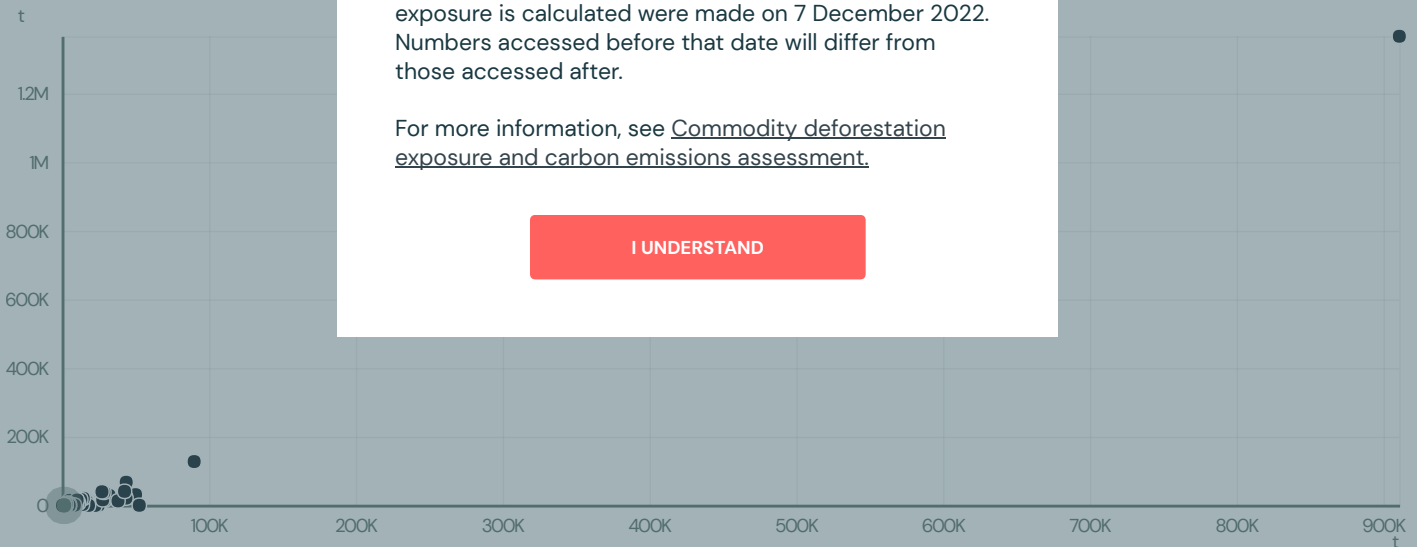 t
exposure is calculated were made on 7 December 2022.
Numbers accessed before that date will differ from
those accessed after.
For more information, see Commodity deforestation
exposure and carbon emissions assessment.
I UNDERSTAND
1.2M
1M
800K
600K
400K
200K
0
100K 200K 300K 400K 500K 600K 700K 800K 900K
t